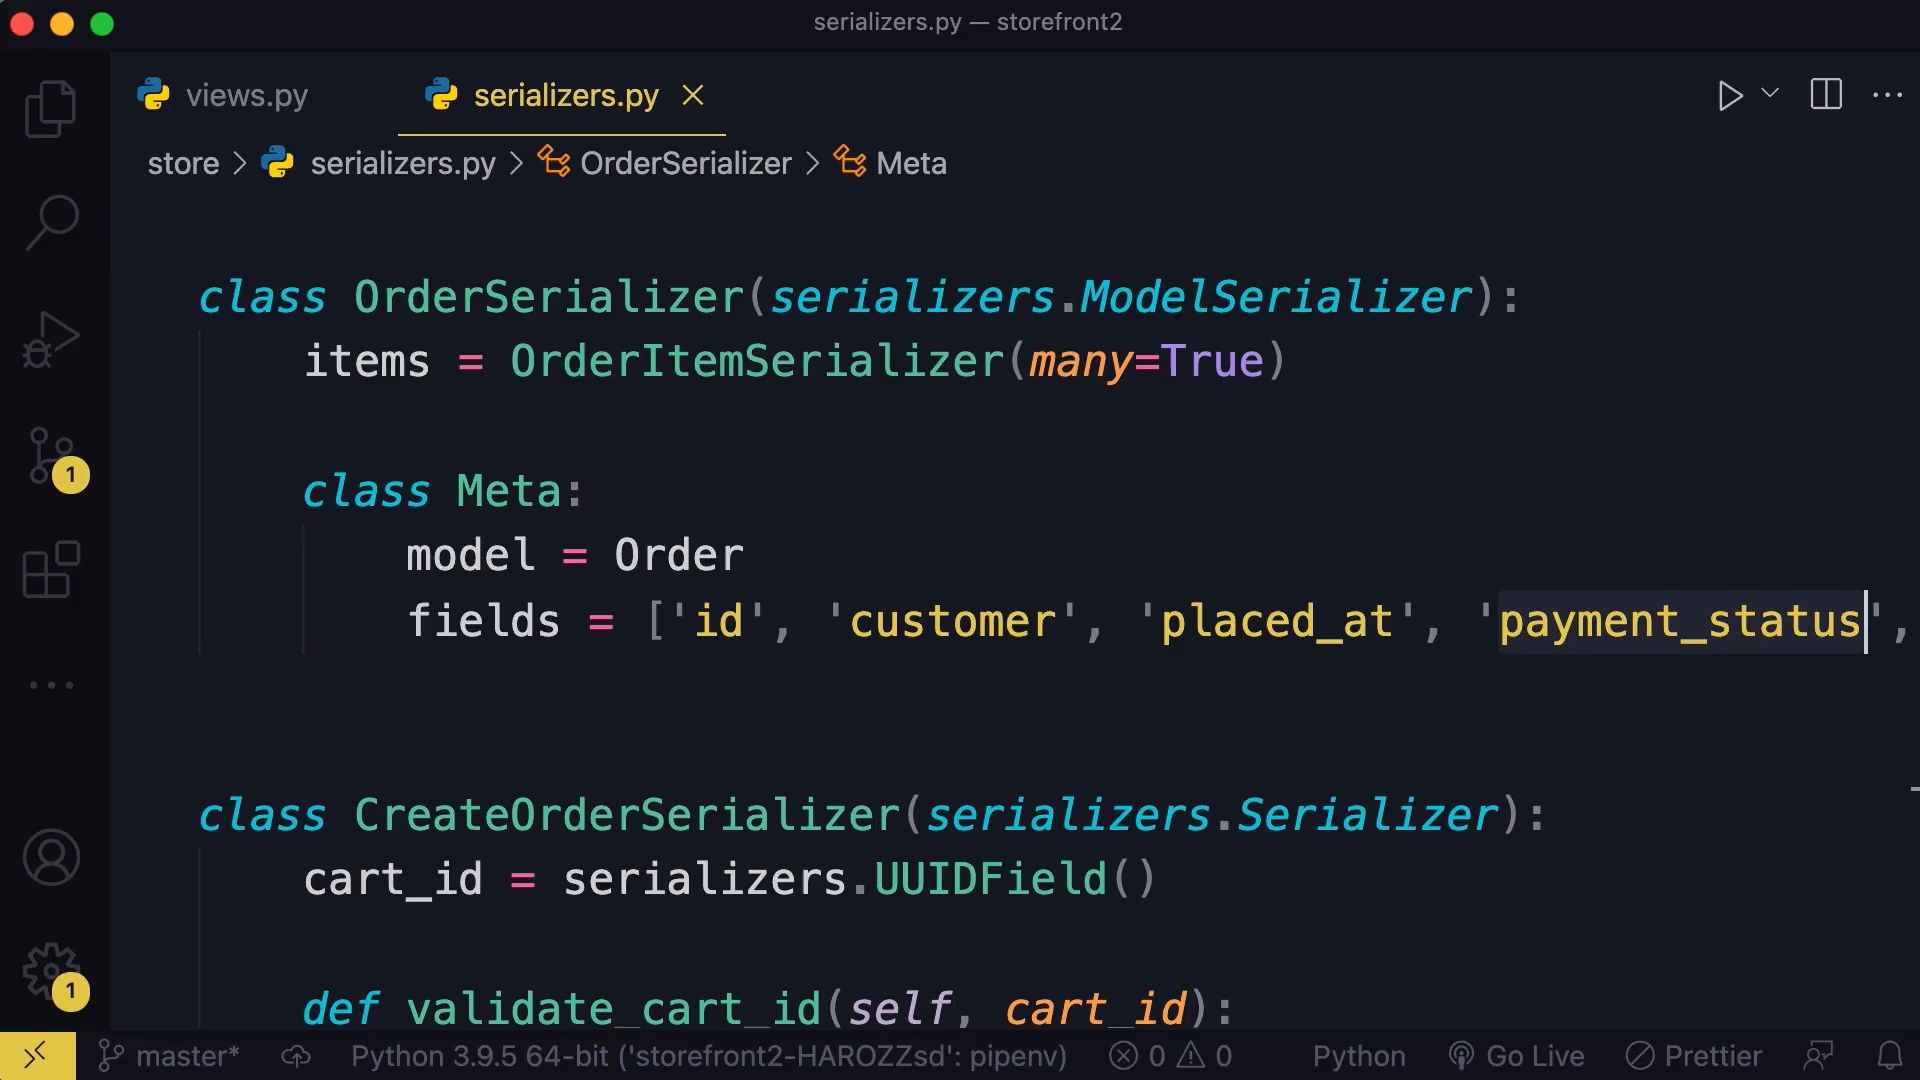 serializers.py — storefront2
views.py
serializers.py
store > serializers.py > OrderSerializer > Meta
class OrderSerializer(serializers.ModelSerializer):
    items = OrderItemSerializer(many=True)
    class Meta:
        model = Order
        fields = ['id', 'customer', 'placed_at', 'payment_status',
class CreateOrderSerializer(serializers.Serializer):
    cart_id = serializers.UUIDField()
    def validate_cart_id(self, cart_id):
1
1
master* Python 3.9.5 64-bit ('storefront2-HAROZZsd': pipenv) 0 0 Python Go Live Prettier